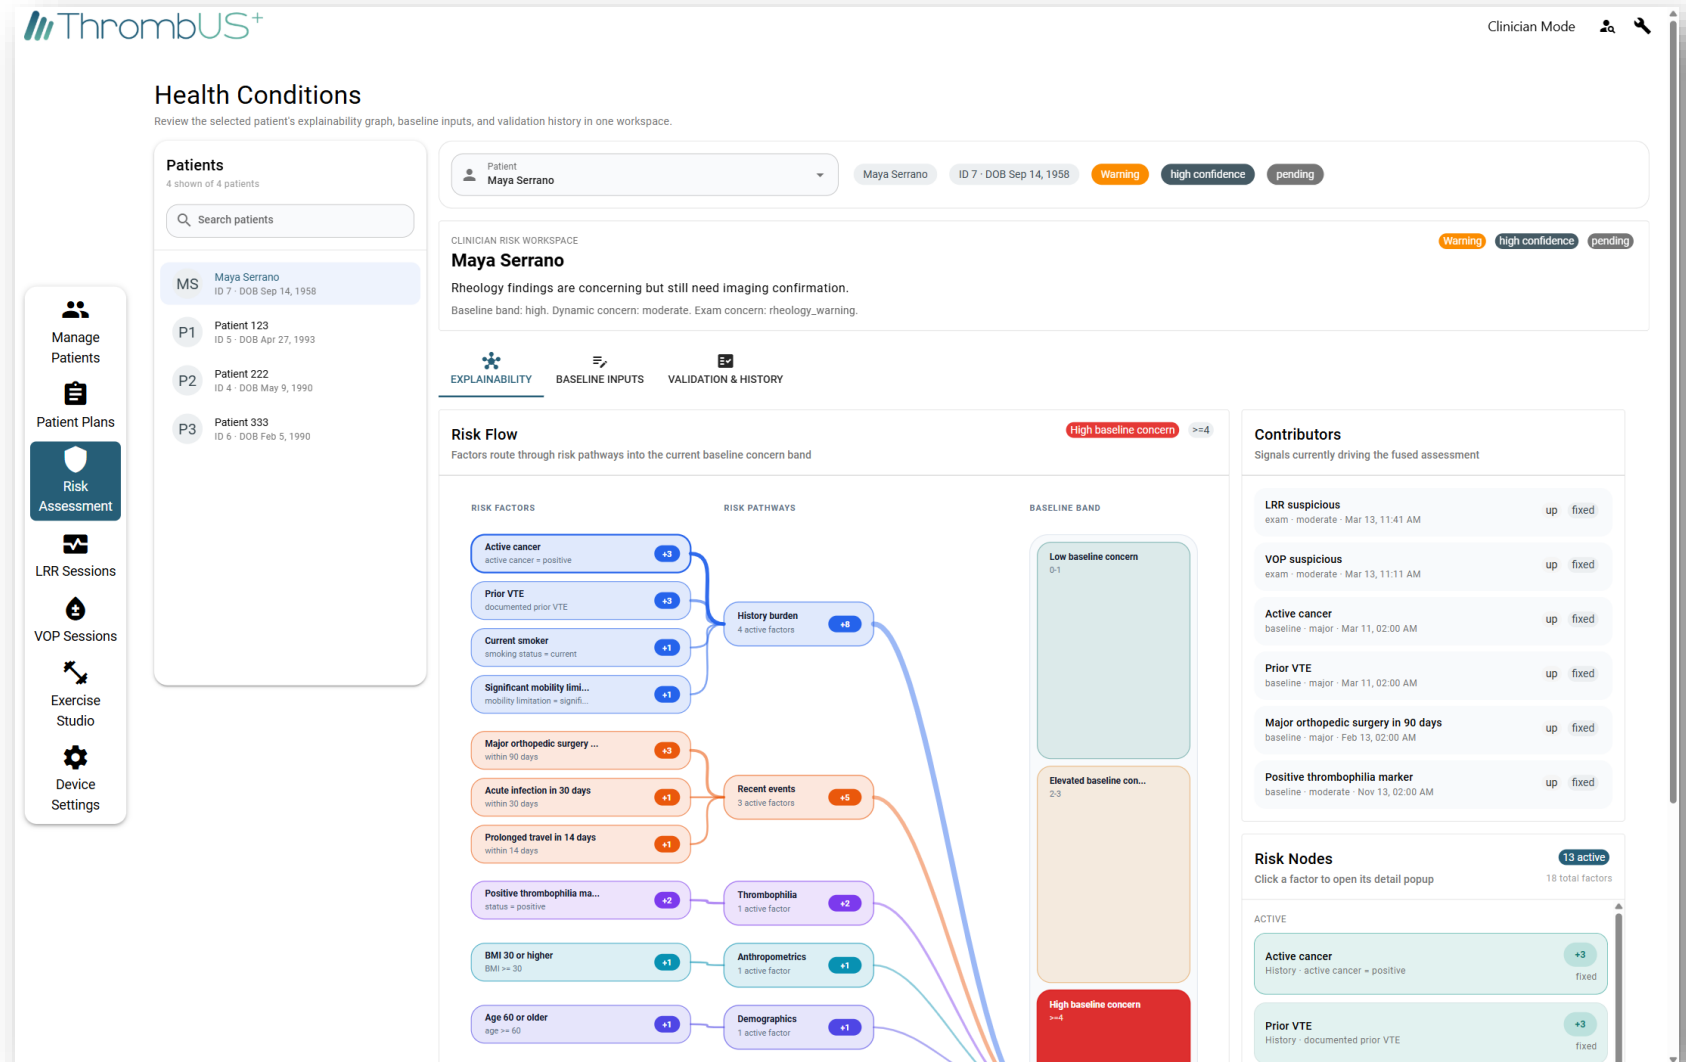 ThrombUS+
Clinician Mode
Health Conditions
Review the selected patient's explainability graph, baseline inputs, and validation history in one workspace.
Manage
Patients
Patient Plans
Risk
Assessment
LRR Sessions
VOP Sessions
Exercise
Studio
Device
Settings
Patients
4 shown of 4 patients
Search patients
MS
Maya Serrano
ID 7 · DOB Sep 14, 1958
P1
Patient 123
ID 5 · DOB Apr 27, 1993
P2
Patient 222
ID 4 · DOB May 9, 1990
P3
Patient 333
ID 6 · DOB Feb 5, 1990
Patient
Maya Serrano
Maya Serrano
ID 7 · DOB Sep 14, 1958
Warning
high confidence
pending
CLINICIAN RISK WORKSPACE
Maya Serrano
Rheology findings are concerning but still need imaging confirmation.
Baseline band: high. Dynamic concern: moderate. Exam concern: rheology_warning.
Warning
high confidence
pending
EXPLAINABILITY
BASELINE INPUTS
VALIDATION & HISTORY
Risk Flow
Factors route through risk pathways into the current baseline concern band
High baseline concern
>=4
RISK FACTORS
RISK PATHWAYS
BASELINE BAND
Active cancer
active cancer = positive
+3
Prior VTE
documented prior VTE
+3
Current smoker
smoking status = current
+1
Significant mobility limi...
mobility limitation = signifi...
+1
Major orthopedic surgery ...
within 90 days
+3
Acute infection in 30 days
within 30 days
+1
Prolonged travel in 14 days
within 14 days
+1
Positive thrombophilia ma...
status = positive
+2
BMI 30 or higher
BMI >= 30
+1
Age 60 or older
age >= 60
+1
History burden
4 active factors
+8
Recent events
3 active factors
+5
Thrombophilia
1 active factor
+2
Anthropometrics
1 active factor
+1
Demographics
1 active factor
+1
Low baseline concern
0-1
Elevated baseline con...
2-3
High baseline concern
>=4
Contributors
Signals currently driving the fused assessment
LRR suspicious
exam · moderate · Mar 13, 11:41 AM
up
fixed
VOP suspicious
exam · moderate · Mar 13, 11:11 AM
up
fixed
Active cancer
baseline · major · Mar 11, 02:00 AM
up
fixed
Prior VTE
baseline · major · Mar 11, 02:00 AM
up
fixed
Major orthopedic surgery in 90 days
baseline · major · Feb 13, 02:00 AM
up
fixed
Positive thrombophilia marker
baseline · moderate · Nov 13, 02:00 AM
up
fixed
Risk Nodes
Click a factor to open its detail popup
13 active
18 total factors
ACTIVE
Active cancer
History · active cancer = positive
+3
fixed
Prior VTE
History · documented prior VTE
+3
fixed